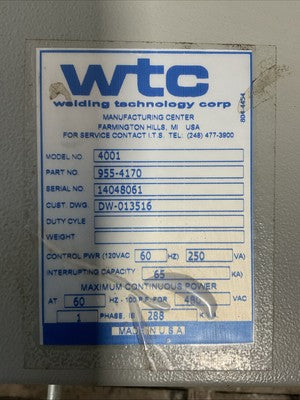 wtc
welding technology corp
MANUFACTURING CENTER
FARMINGTON HILLS, MI USA
FOR SERVICE CONTACT I.T.S. TEL (248) 477-3900
804-4454
MODEL NO. 4001
PART NO. 955-4170
SERIAL NO. 14048061
CUST. DWG. DW-013516
DUTY CYLE
WEIGHT
CONTROL PWR (120VAC 60 HZ) 250 VA)
INTERRUPTING CAPACITY 65 KA)
MAXIMUM CONTINUOUS POWER
AT 60 HZ - 100 P.F. FOR 480 VAC
1 PHASE, IS 288
MADE IN U.S.A